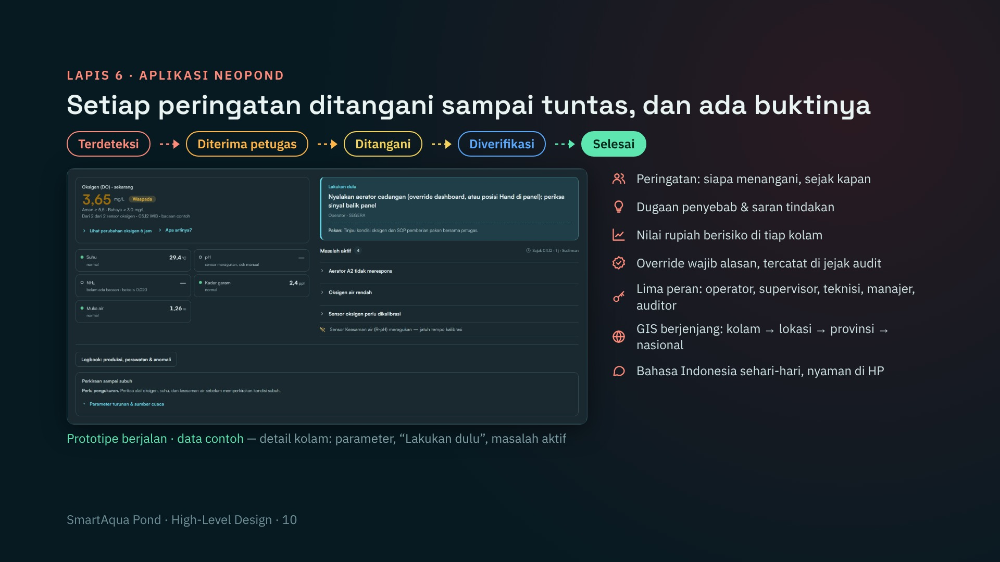 LAPIS 6 · APLIKASI NEOPOND
Setiap peringatan ditangani sampai tuntas, dan ada buktinya
Terdeteksi
Diterima petugas
Ditangani
Diverifikasi
Selesai
Oksigen (DO) · sekarang
3,65 mg/L Waspada
Aman ≥ 5,5 · Bahaya < 3,0 mg/L
Dari 2 dari 2 sensor oksigen · 05.12 WIB · bacaan contoh
› Lihat perubahan oksigen 6 jam › Apa artinya?
Suhu 29,4 °C
normal
pH —
sensor meragukan, cek manual
NH₃ —
belum ada bacaan · batas ≤ 0,020
Kadar garam 2,4 ppt
normal
Muka air 1,26 m
normal
Lakukan dulu
Nyalakan aerator cadangan (override dashboard, atau posisi Hand di panel); periksa
sinyal balik panel
Operator · SEGERA
Pakan: Tinjau kondisi oksigen dan SOP pemberian pakan bersama petugas.
Masalah aktif 4 Sejak 04.12 · 1 j · Sudirman
› Aerator A2 tidak merespons
› Oksigen air rendah
› Sensor oksigen perlu dikalibrasi
Sensor Keasaman air (R-pH) meragukan — jatuh tempo kalibrasi
Logbook: produksi, perawatan & anomali
Perkiraan sampai subuh
Perlu pengukuran. Periksa alat oksigen, suhu, dan keasaman air sebelum memperkirakan kondisi subuh.
Parameter turunan & sumber cuaca
Prototipe berjalan · data contoh — detail kolam: parameter, “Lakukan dulu”, masalah aktif
Peringatan: siapa menangani, sejak kapan
Dugaan penyebab & saran tindakan
Nilai rupiah berisiko di tiap kolam
Override wajib alasan, tercatat di jejak audit
Lima peran: operator, supervisor, teknisi, manajer,
auditor
GIS berjenjang: kolam → lokasi → provinsi →
nasional
Bahasa Indonesia sehari-hari, nyaman di HP
SmartAqua Pond · High-Level Design · 10